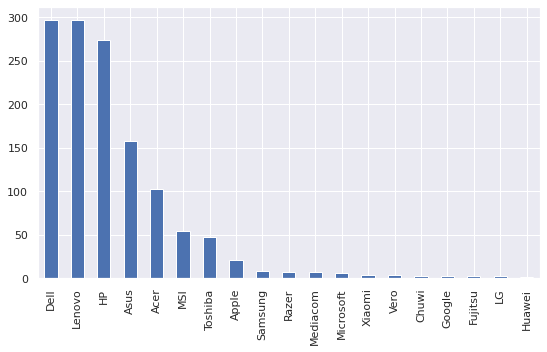 300
250
200
150
100
50
0
Dell
Lenovo
HP
Asus
Acer
MSI
Toshiba
Apple
Samsung
Razer
Mediacom
Microsoft
Xiaomi
Vero
Chuwi
Google
Fujitsu
LG
Huawei